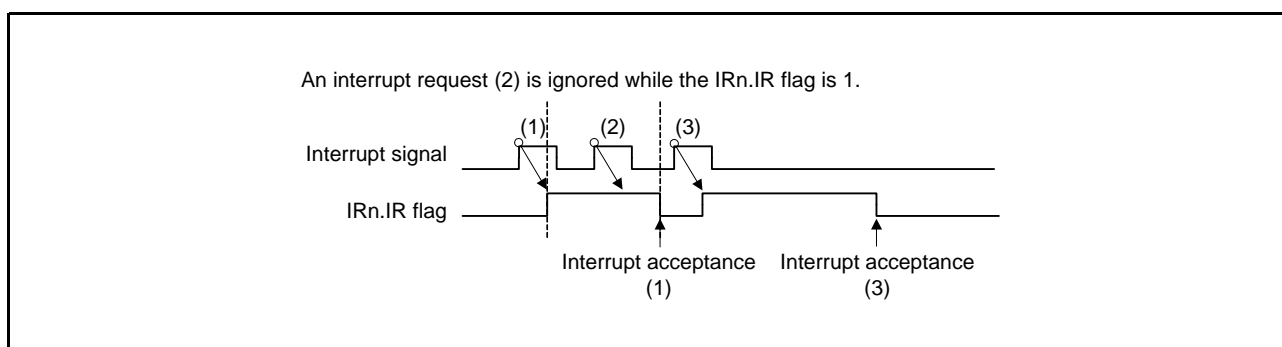 An interrupt request (2) is ignored while the IRn.IR flag is 1.
(1) (2) (3)
Interrupt signal
IRn.IR flag
Interrupt acceptance Interrupt acceptance
(1) (3)